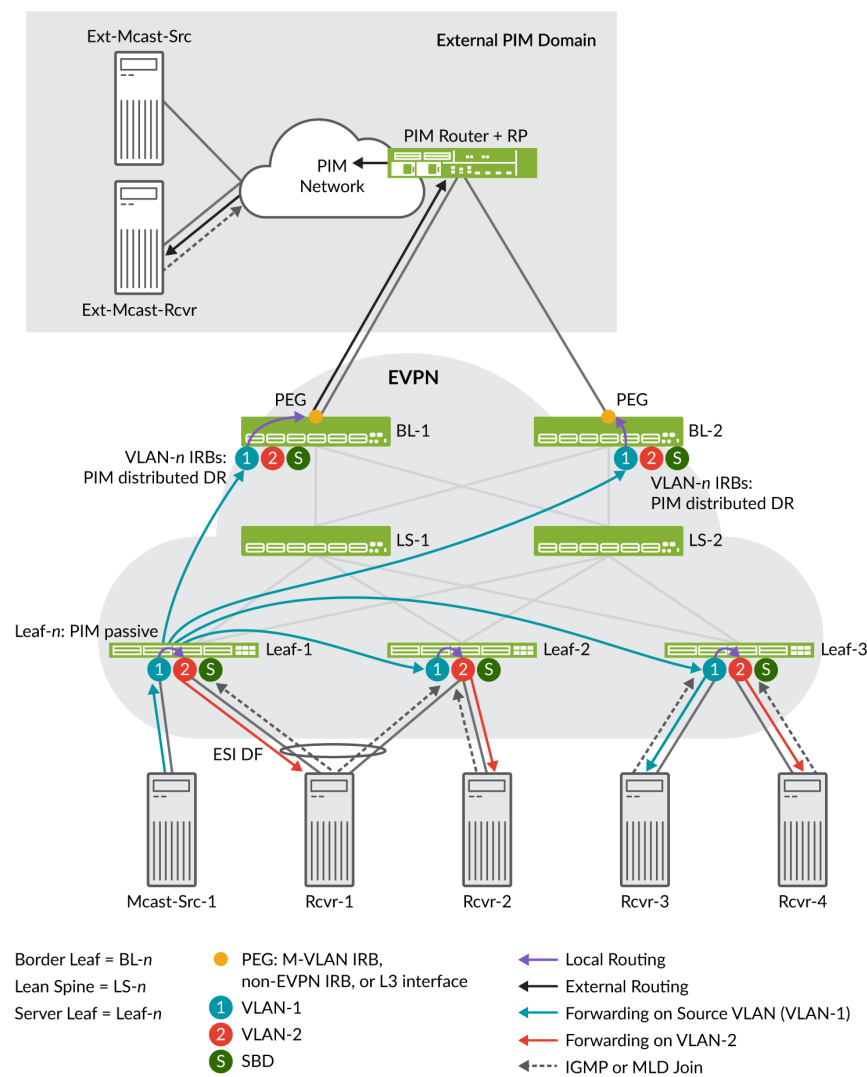 Ext-Mcast-Src
External PIM Domain
PIM Router + RP
PIM
Network
Ext-Mcast-Rcvr
EVPN
PEG
PEG
BL-1
BL-2
1 2 S
1 2 S
VLAN-n IRBs:
PIM distributed DR
VLAN-n IRBs:
PIM distributed DR
LS-1
LS-2
Leaf-n: PIM passive
Leaf-1
Leaf-2
Leaf-3
1 2 S
1 2 S
1 2 S
ESI DF
Mcast-Src-1
Rcvr-1
Rcvr-2
Rcvr-3
Rcvr-4
Border Leaf = BL-n
Lean Spine = LS-n
Server Leaf = Leaf-n
PEG: M-VLAN IRB,
non-EVPN IRB, or L3 interface
1 VLAN-1
2 VLAN-2
S SBD
Local Routing
External Routing
Forwarding on Source VLAN (VLAN-1)
Forwarding on VLAN-2
IGMP or MLD Join